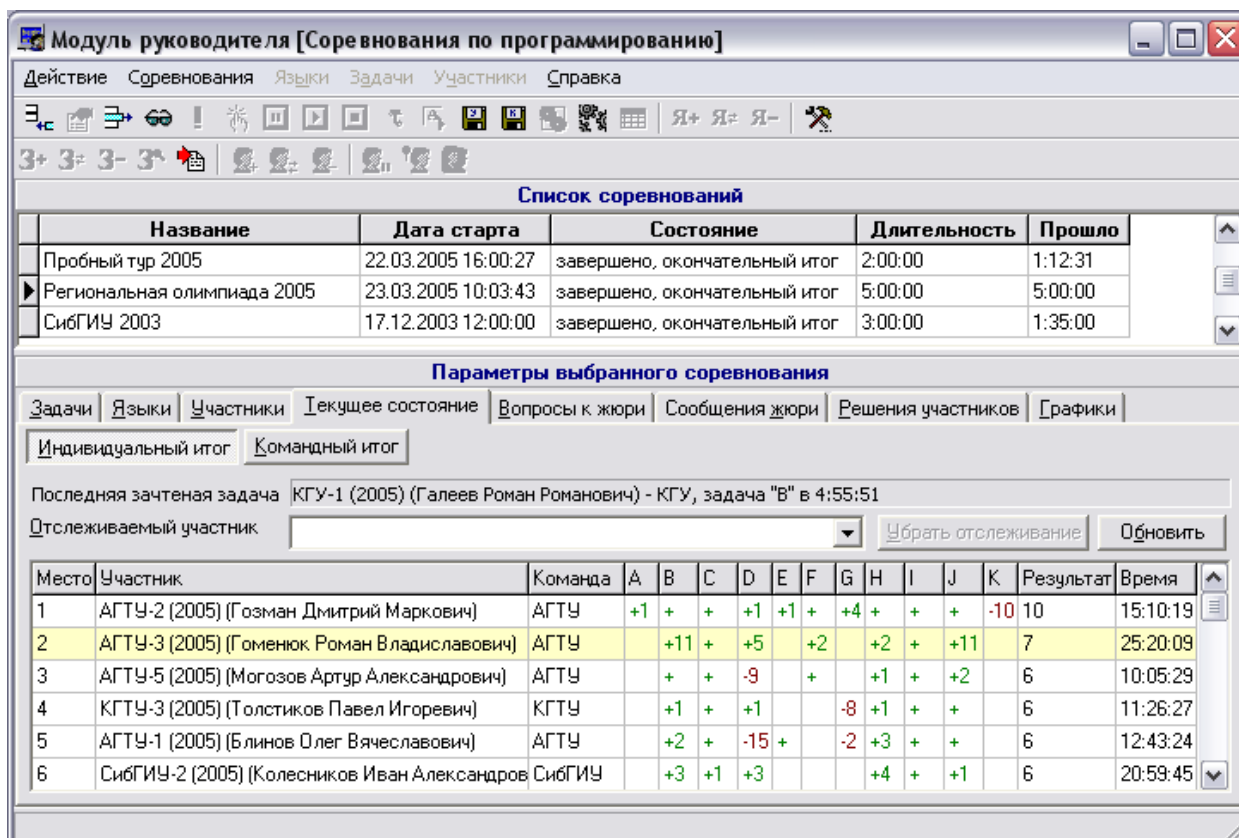 Модуль руководителя [Соревнования по программированию]
Действие Соревнования Языки Задачи Участники Справка
Я+ Я≠ Я-
З+ З≠ З-
Список соревнований
Название Дата старта Состояние Длительность Прошло
Пробный тур 2005 22.03.2005 16:00:27 завершено, окончательный итог 2:00:00 1:12:31
Региональная олимпиада 2005 23.03.2005 10:03:43 завершено, окончательный итог 5:00:00 5:00:00
СибГИУ 2003 17.12.2003 12:00:00 завершено, окончательный итог 3:00:00 1:35:00
Параметры выбранного соревнования
Задачи Языки Участники Текущее состояние Вопросы к жюри Сообщения жюри Решения участников Графики
Индивидуальный итог Командный итог
Последняя зачтеная задача КГУ-1 (2005) (Галеев Роман Романович) - КГУ, задача "B" в 4:55:51
Отслеживаемый участник Убрать отслеживание Обновить
Место Участник Команда A B C D E F G H I J K Результат Время
1 АГТУ-2 (2005) (Гозман Дмитрий Маркович) АГТУ +1 + + +1 +1 + +4 + + + -10 10 15:10:19
2 АГТУ-3 (2005) (Гоменюк Роман Владиславович) АГТУ +11 + +5 +2 +2 + +11 7 25:20:09
3 АГТУ-5 (2005) (Могозов Артур Александрович) АГТУ + + -9 + +1 + +2 6 10:05:29
4 КГТУ-3 (2005) (Толстиков Павел Игоревич) КГТУ +1 + +1 -8 +1 + + 6 11:26:27
5 АГТУ-1 (2005) (Блинов Олег Вячеславович) АГТУ +2 + -15 + -2 +3 + + 6 12:43:24
6 СибГИУ-2 (2005) (Колесников Иван Александров СибГИУ +3 +1 +3 +4 + +1 6 20:59:45